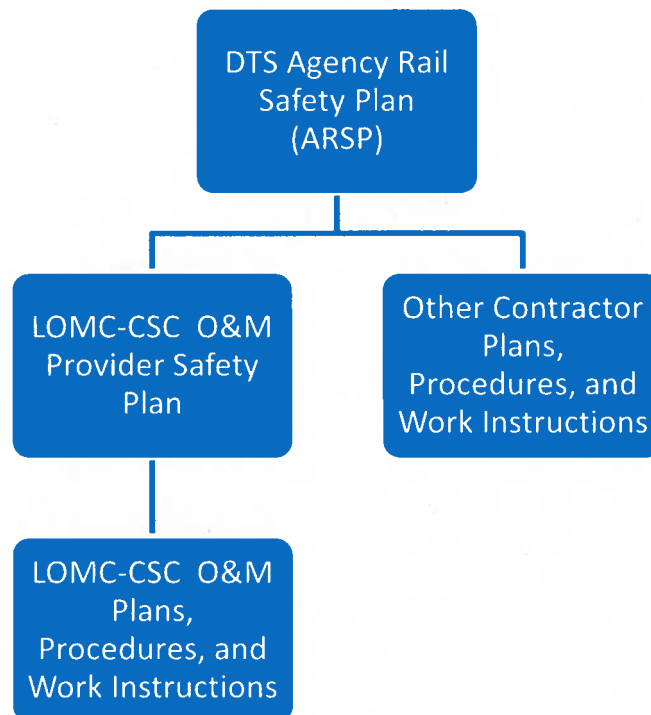 DTS Agency Rail
Safety Plan
(ARSP)
LOMC-CSC O&M
Provider Safety
Plan
Other Contractor
Plans,
Procedures, and
Work Instructions
LOMC-CSC O&M
Plans,
Procedures, and
Work Instructions